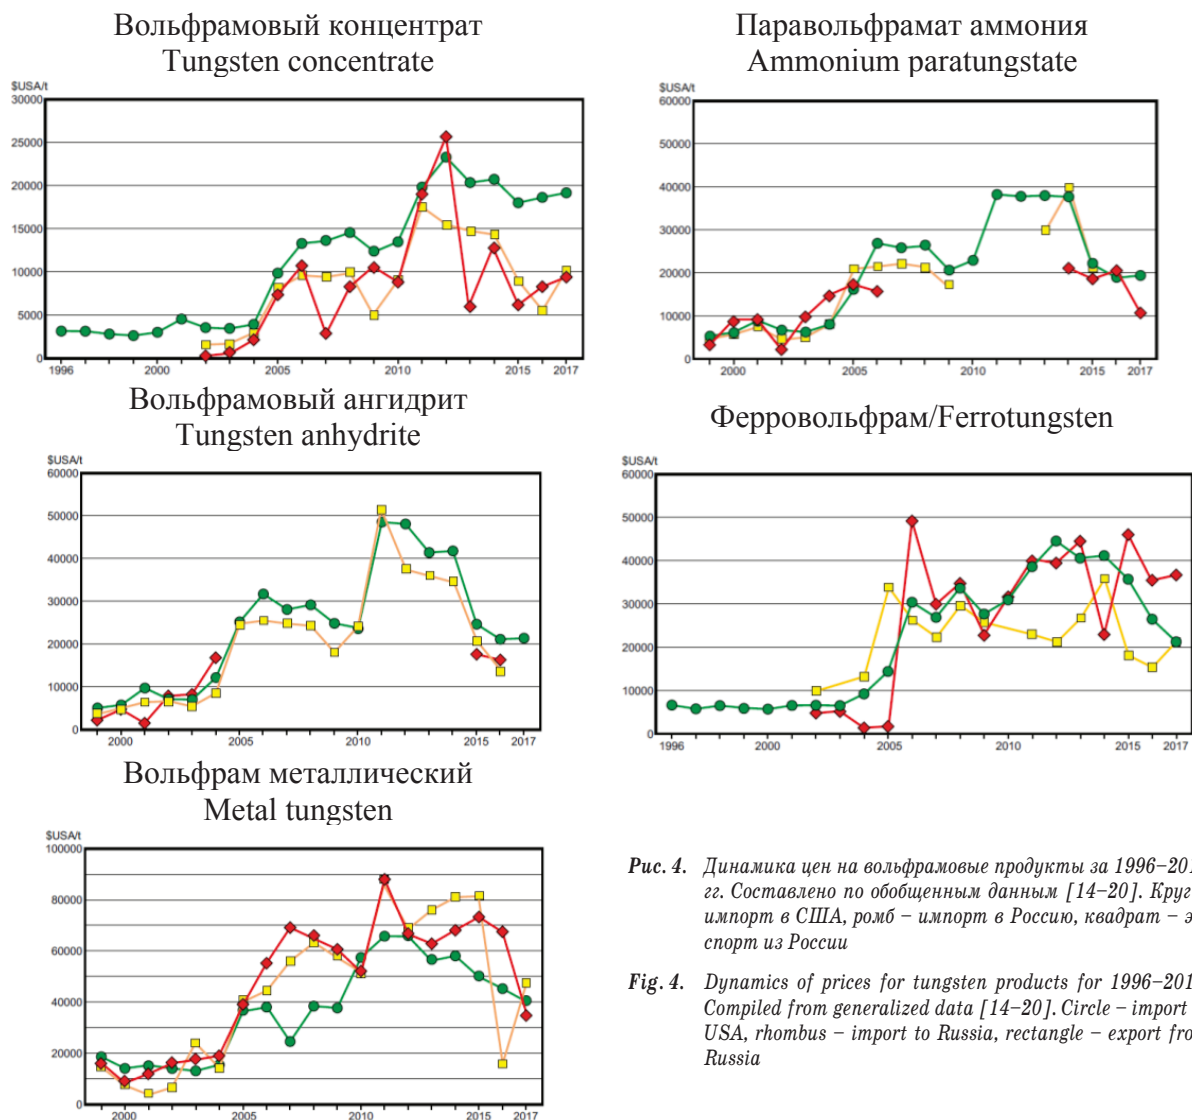 Вольфрамовый концентрат
Tungsten concentrate
$USA/t
30000
25000
20000
15000
10000
5000
0
1996 2000 2005 2010 2015 2017
Паравольфрамат аммония
Ammonium paratungstate
$USA/t
60000
50000
40000
30000
20000
10000
0
2000 2005 2010 2015 2017
Вольфрамовый ангидрит
Tungsten anhydrite
$USA/t
60000
50000
40000
30000
20000
10000
0
2000 2005 2010 2015 2017
Ферровольфрам/Ferrotungsten
$USA/t
60000
50000
40000
30000
20000
10000
0
1996 2000 2005 2010 2015 2017
Вольфрам металлический
Metal tungsten
$USA/t
100000
80000
60000
40000
20000
0
2000 2005 2010 2015 2017
Рис. 4. Динамика цен на вольфрамовые продукты за 1996–201
гг. Составлено по обобщенным данным [14–20]. Круг
импорт в США, ромб – импорт в Россию, квадрат – э
спорт из России
Fig. 4. Dynamics of prices for tungsten products for 1996–201
Compiled from generalized data [14–20]. Circle – import
USA, rhombus – import to Russia, rectangle – export fro
Russia